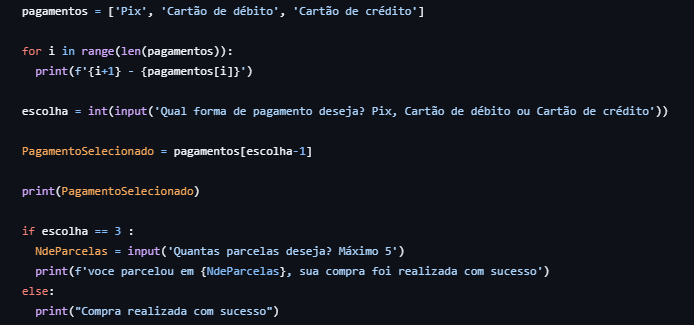 pagamentos = ['Pix', 'Cartão de débito', 'Cartão de crédito']
for i in range(len(pagamentos)):
  print(f'{i+1} - {pagamentos[i]}')
escolha = int(input('Qual forma de pagamento deseja? Pix, Cartão de débito ou Cartão de crédito'))
PagamentoSelecionado = pagamentos[escolha-1]
print(PagamentoSelecionado)
if escolha == 3 :
  NdeParcelas = input('Quantas parcelas deseja? Máximo 5')
  print(f'voce parcelou em {NdeParcelas}, sua compra foi realizada com sucesso')
else:
  print("Compra realizada com sucesso")